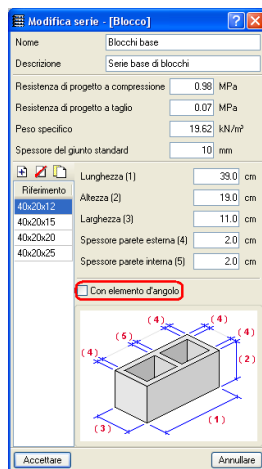 Modifica serie - [Blocco]
Nome Blocchi base
Descrizione Serie base di blocchi
Resistenza di progetto a compressione 0.98 MPa
Resistenza di progetto a taglio 0.07 MPa
Peso specifico 19.62 kN/m³
Spessore del giunto standard 10 mm
Riferimento
40x20x12
40x20x15
40x20x20
40x20x25
Lunghezza (1) 39.0 cm
Altezza (2) 19.0 cm
Larghezza (3) 11.0 cm
Spessore parete esterna (4) 2.0 cm
Spessore parete interna (5) 2.0 cm
Con elemento d'angolo
(4)
(4)
(5)
(4)
(2)
(1)
(3)
Accettare
Annullare